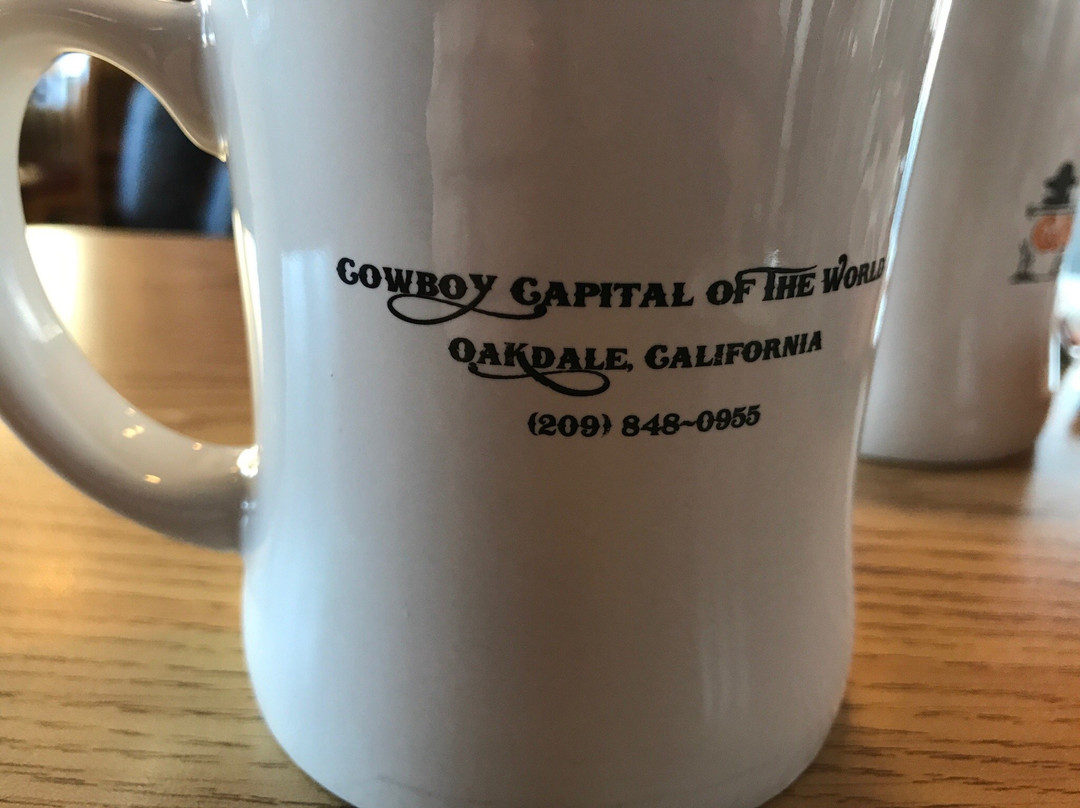 Cowboy Capital of The World
Oakdale, California
(209) 848~0955